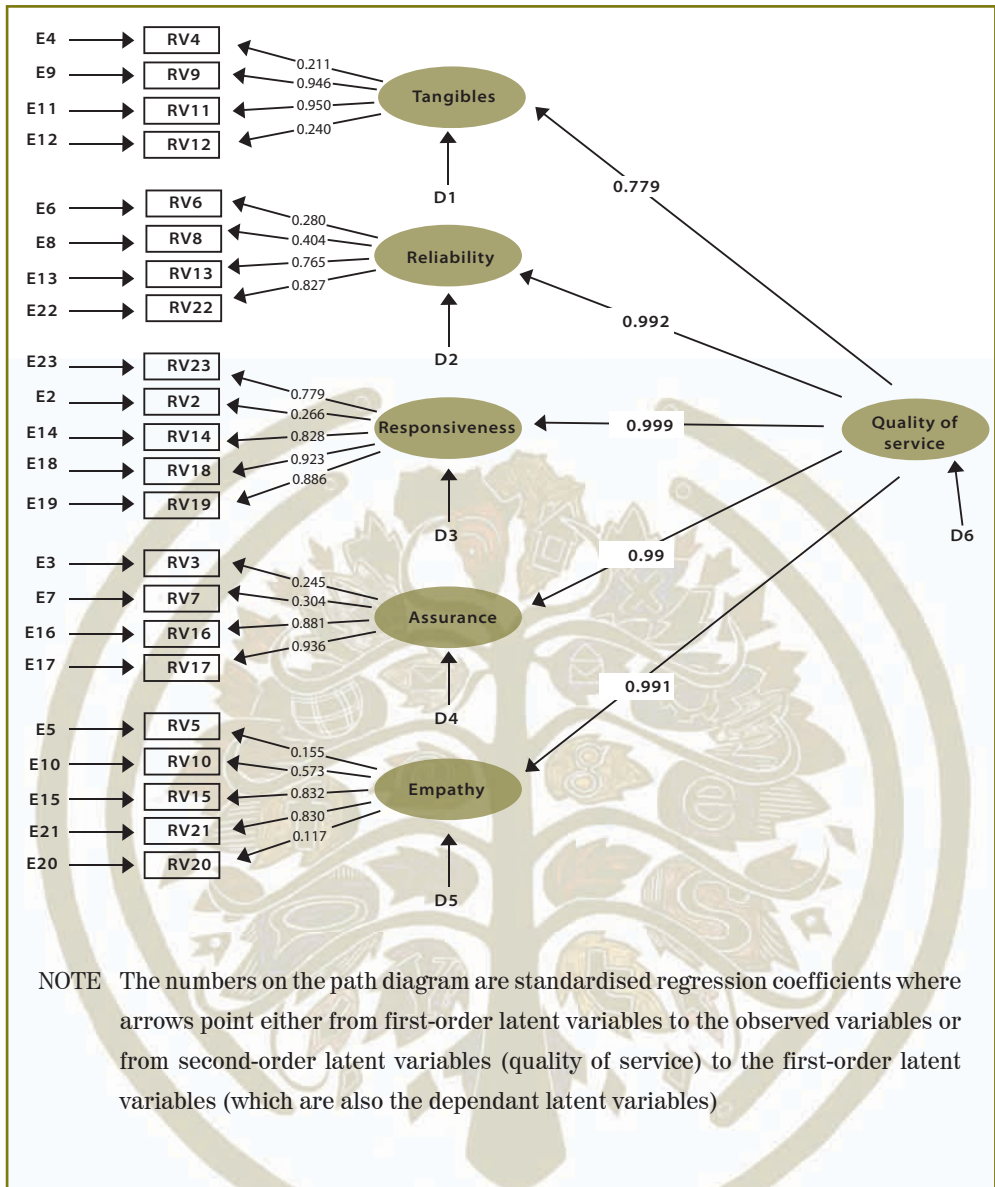 E4 RV4
0.211
E9 RV9
0.946
Tangibles
E11 RV11
0.950
E12 RV12
0.240
D1
0.779
E6 RV6
0.280
E8 RV8
0.404
Reliability
E13 RV13
0.765
E22 RV22
0.827
D2
0.992
E23 RV23
0.779
E2 RV2
0.266
Responsiveness
E14 RV14
0.828
E18 RV18
0.923
E19 RV19
0.886
D3
0.999
Quality of
service
D6
E3 RV3
0.245
E7 RV7
0.304
Assurance
E16 RV16
0.881
E17 RV17
0.936
D4
0.99
E5 RV5
0.155
E10 RV10
0.573
Empathy
E15 RV15
0.832
E21 RV21
0.830
E20 RV20
0.117
D5
0.991
NOTE The numbers on the path diagram are standardised regression coefficients where
arrows point either from first-order latent variables to the observed variables or
from second-order latent variables (quality of service) to the first-order latent
variables (which are also the dependant latent variables)